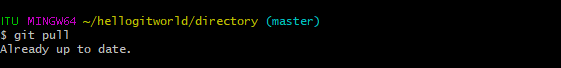 ITU MINGW64 ~/hellogitworld/directory (master)
$ git pull
Already up to date.